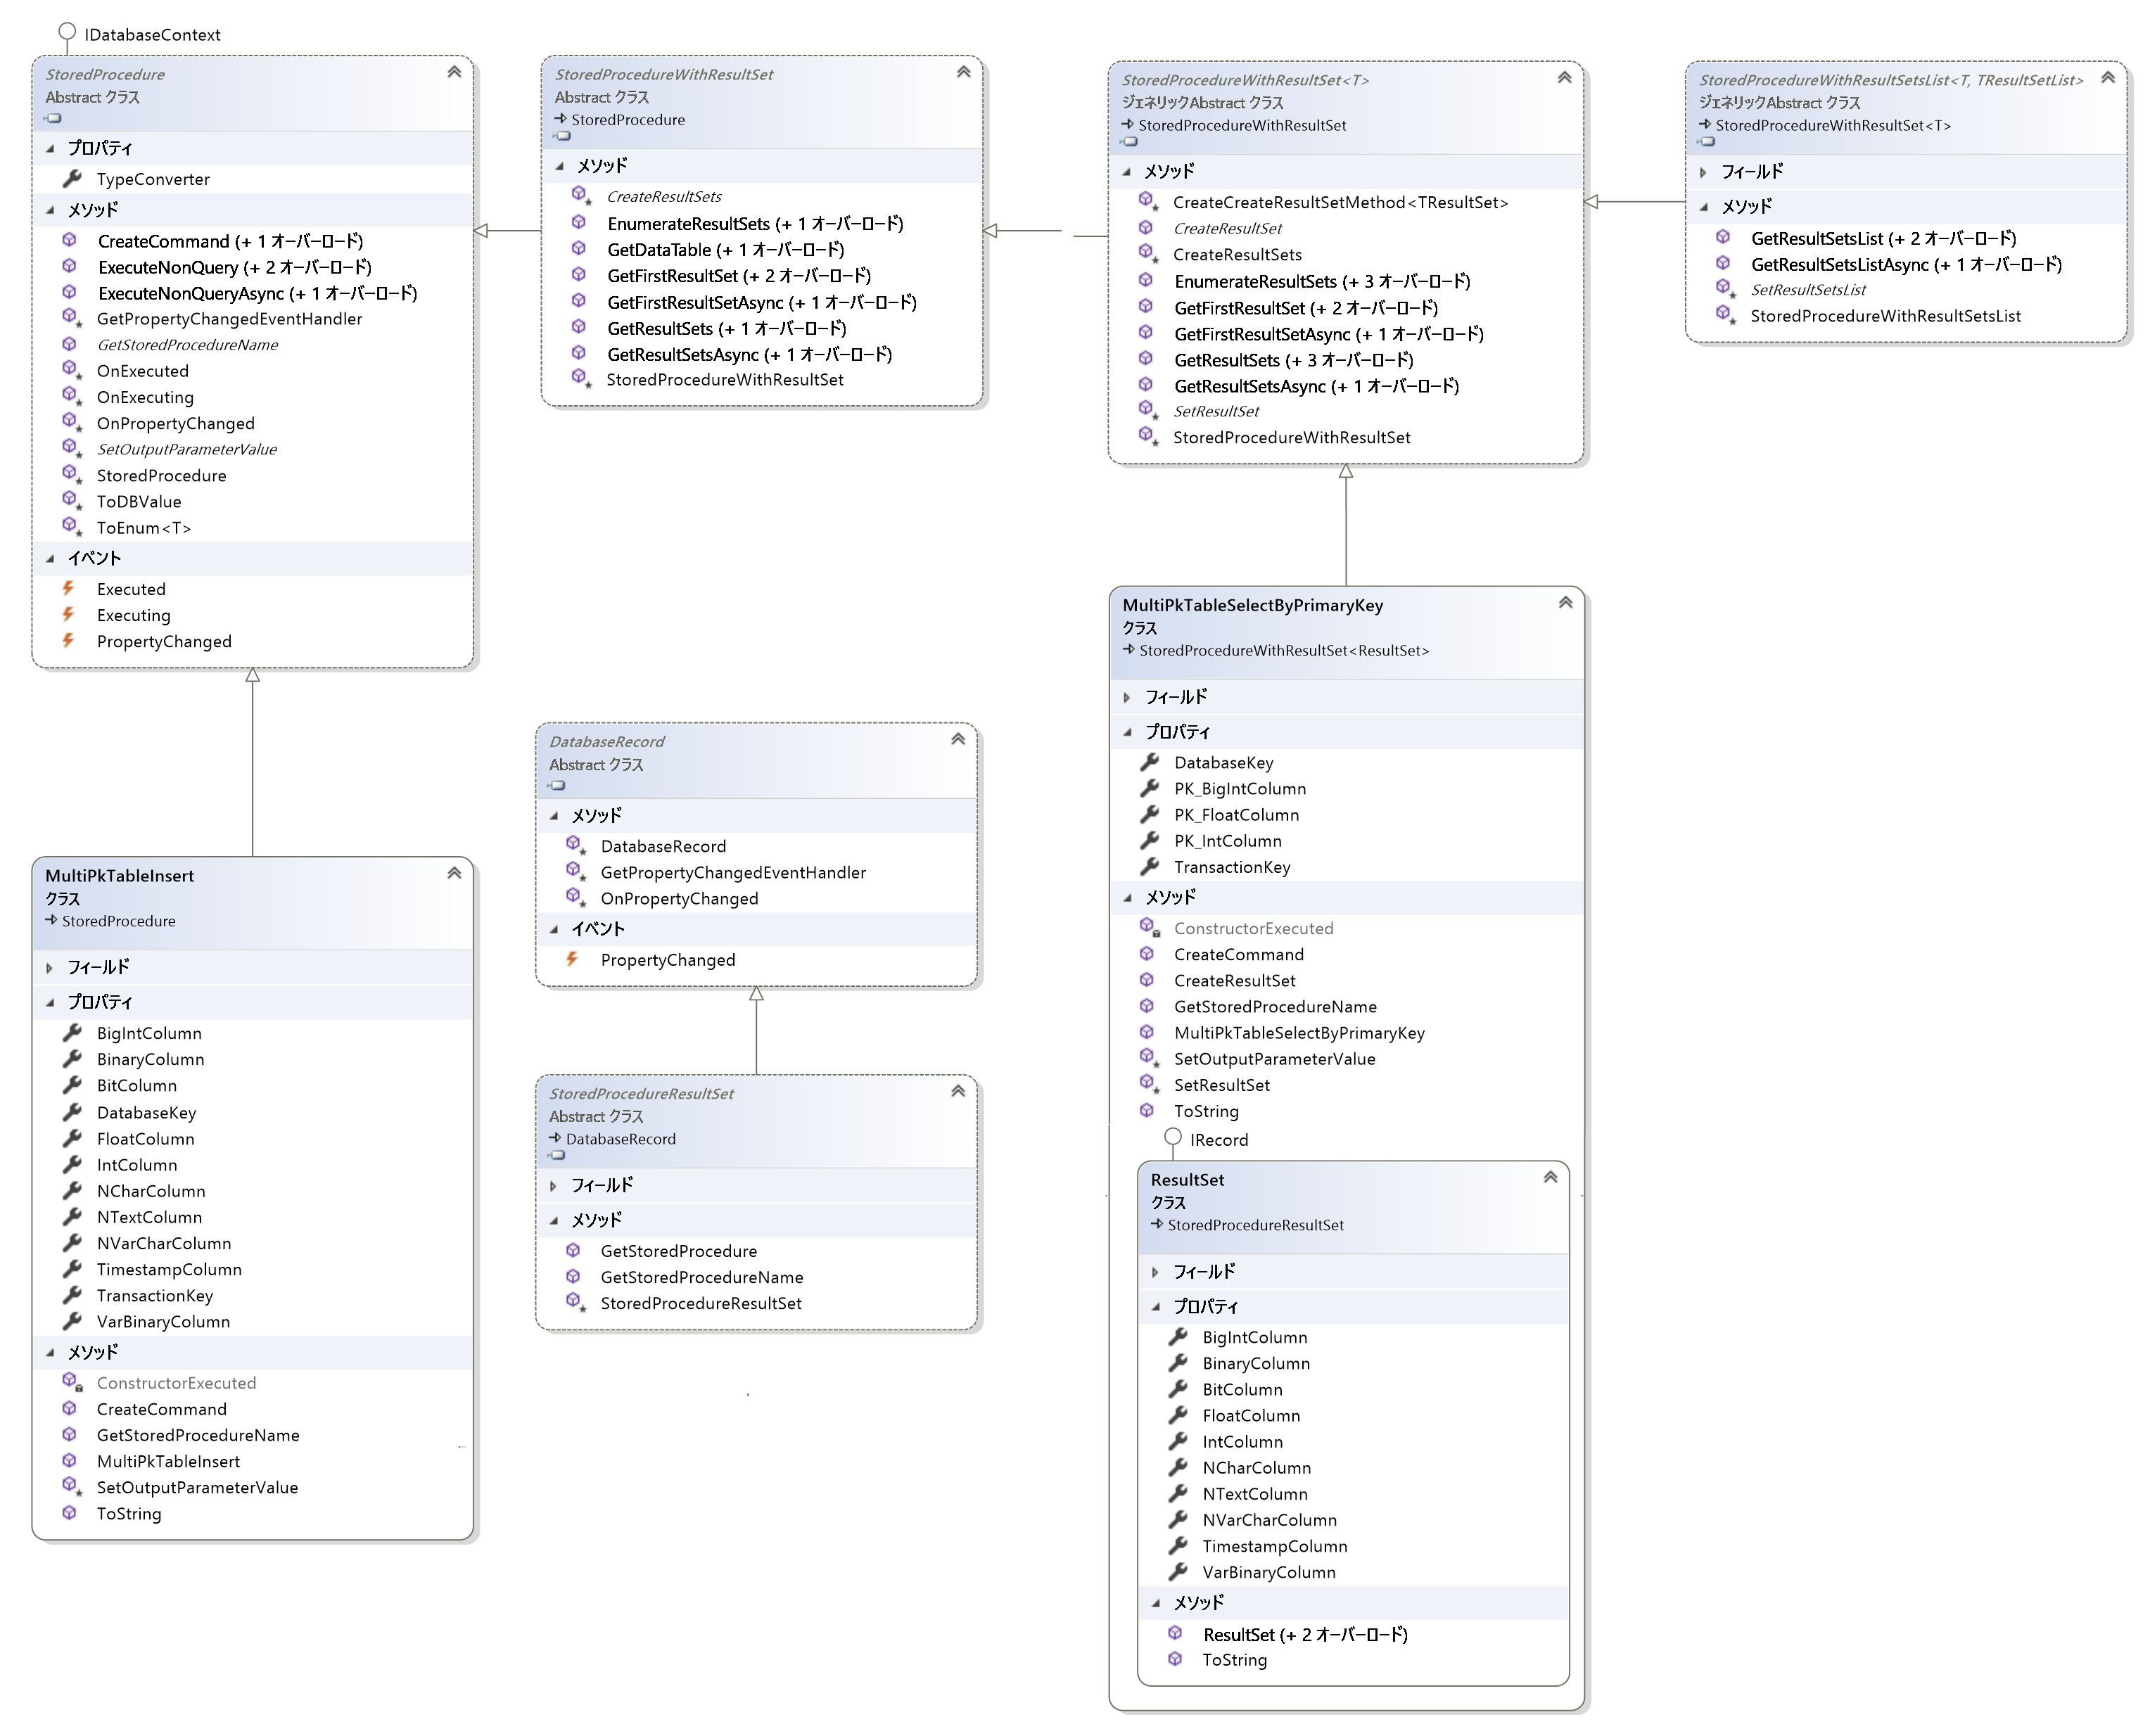 IDatabaseContext
StoredProcedure
Abstract クラス
プロパティ
TypeConverter
メソッド
CreateCommand (+ 1 オーバーロード)
ExecuteNonQuery (+ 2 オーバーロード)
ExecuteNonQueryAsync (+ 1 オーバーロード)
GetPropertyChangedEventHandler
GetStoredProcedureName
OnExecuted
OnExecuting
OnPropertyChanged
SetOutputParameterValue
StoredProcedure
ToDBValue
ToEnum<T>
イベント
Executed
Executing
PropertyChanged
StoredProcedureWithResultSet
Abstract クラス
StoredProcedure
メソッド
CreateResultSets
EnumerateResultSets (+ 1 オーバーロード)
GetDataTable (+ 1 オーバーロード)
GetFirstResultSet (+ 2 オーバーロード)
GetFirstResultSetAsync (+ 1 オーバーロード)
GetResultSets (+ 1 オーバーロード)
GetResultSetsAsync (+ 1 オーバーロード)
StoredProcedureWithResultSet
StoredProcedureWithResultSet<T>
ジェネリックAbstract クラス
StoredProcedureWithResultSet
メソッド
CreateCreateResultSetMethod<TResultSet>
CreateResultSet
CreateResultSets
EnumerateResultSets (+ 3 オーバーロード)
GetFirstResultSet (+ 2 オーバーロード)
GetFirstResultSetAsync (+ 1 オーバーロード)
GetResultSets (+ 3 オーバーロード)
GetResultSetsAsync (+ 1 オーバーロード)
SetResultSet
StoredProcedureWithResultSet
StoredProcedureWithResultSetsList<T, TResultSetList>
ジェネリックAbstract クラス
StoredProcedureWithResultSet<T>
フィールド
メソッド
GetResultSetsList (+ 2 オーバーロード)
GetResultSetsListAsync (+ 1 オーバーロード)
SetResultSetsList
StoredProcedureWithResultSetsList
MultiPkTableInsert
クラス
StoredProcedure
フィールド
プロパティ
BigIntColumn
BinaryColumn
BitColumn
DatabaseKey
FloatColumn
IntColumn
NCharColumn
NTextColumn
NVarCharColumn
TimestampColumn
TransactionKey
VarBinaryColumn
メソッド
ConstructorExecuted
CreateCommand
GetStoredProcedureName
MultiPkTableInsert
SetOutputParameterValue
ToString
DatabaseRecord
Abstract クラス
メソッド
DatabaseRecord
GetPropertyChangedEventHandler
OnPropertyChanged
イベント
PropertyChanged
StoredProcedureResultSet
Abstract クラス
DatabaseRecord
フィールド
メソッド
GetStoredProcedure
GetStoredProcedureName
StoredProcedureResultSet
MultiPkTableSelectByPrimaryKey
クラス
StoredProcedureWithResultSet<ResultSet>
フィールド
プロパティ
DatabaseKey
PK_BigIntColumn
PK_FloatColumn
PK_IntColumn
TransactionKey
メソッド
ConstructorExecuted
CreateCommand
CreateResultSet
GetStoredProcedureName
MultiPkTableSelectByPrimaryKey
SetOutputParameterValue
SetResultSet
ToString
IRecord
ResultSet
クラス
StoredProcedureResultSet
フィールド
プロパティ
BigIntColumn
BinaryColumn
BitColumn
FloatColumn
IntColumn
NCharColumn
NTextColumn
NVarCharColumn
TimestampColumn
VarBinaryColumn
メソッド
ResultSet (+ 2 オーバーロード)
ToString